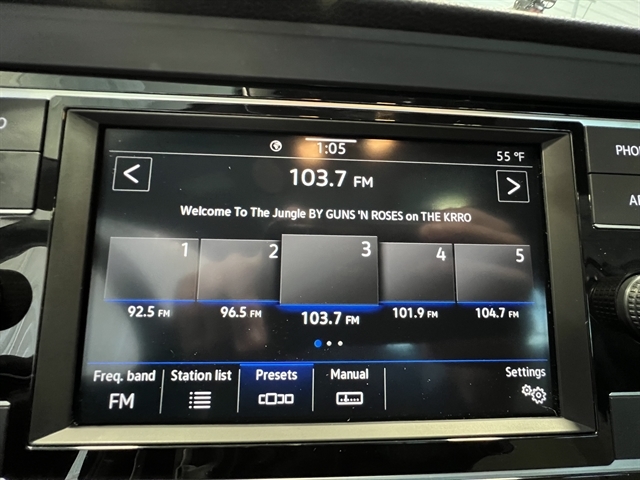 1:05
55 °F
103.7 FM
PHO
Welcome To The Jungle BY GUNS 'N ROSES on THE KRRO
1 2 3 4 5
92.5 FM 96.5 FM 103.7 FM 101.9 FM 104.7 FM
Freq. band Station list Presets Manual Settings
FM